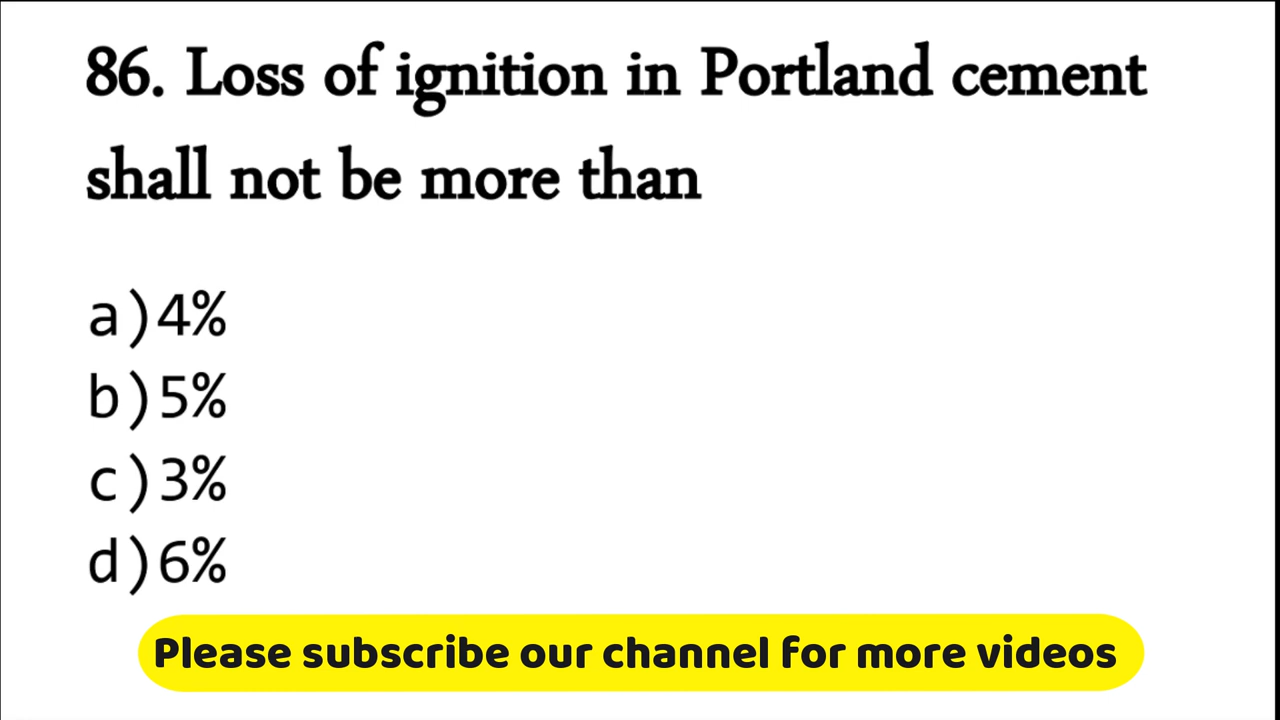 86. Loss of ignition in Portland cement
shall not be more than
a)4%
b)5%
c)3%
d)6%
Please subscribe our channel for more videos